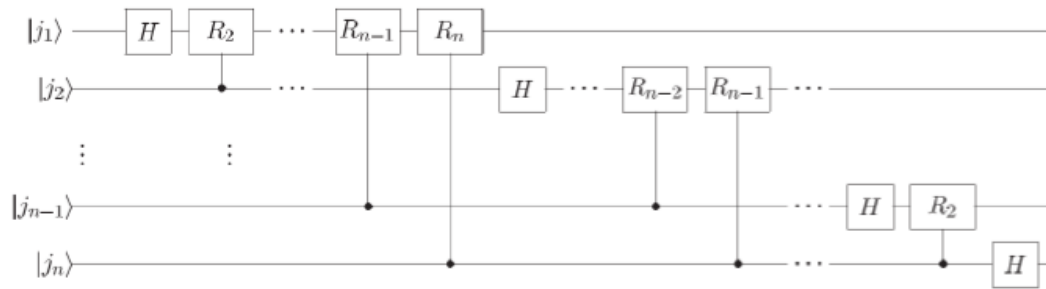 |j₁⟩ H R₂ ⋯ Rₙ₋₁ Rₙ
|j₂⟩ ⋯ H ⋯ Rₙ₋₂ Rₙ₋₁ ⋯
⋮ ⋮
|jₙ₋₁⟩ ⋯ H R₂
|jₙ⟩ ⋯ H